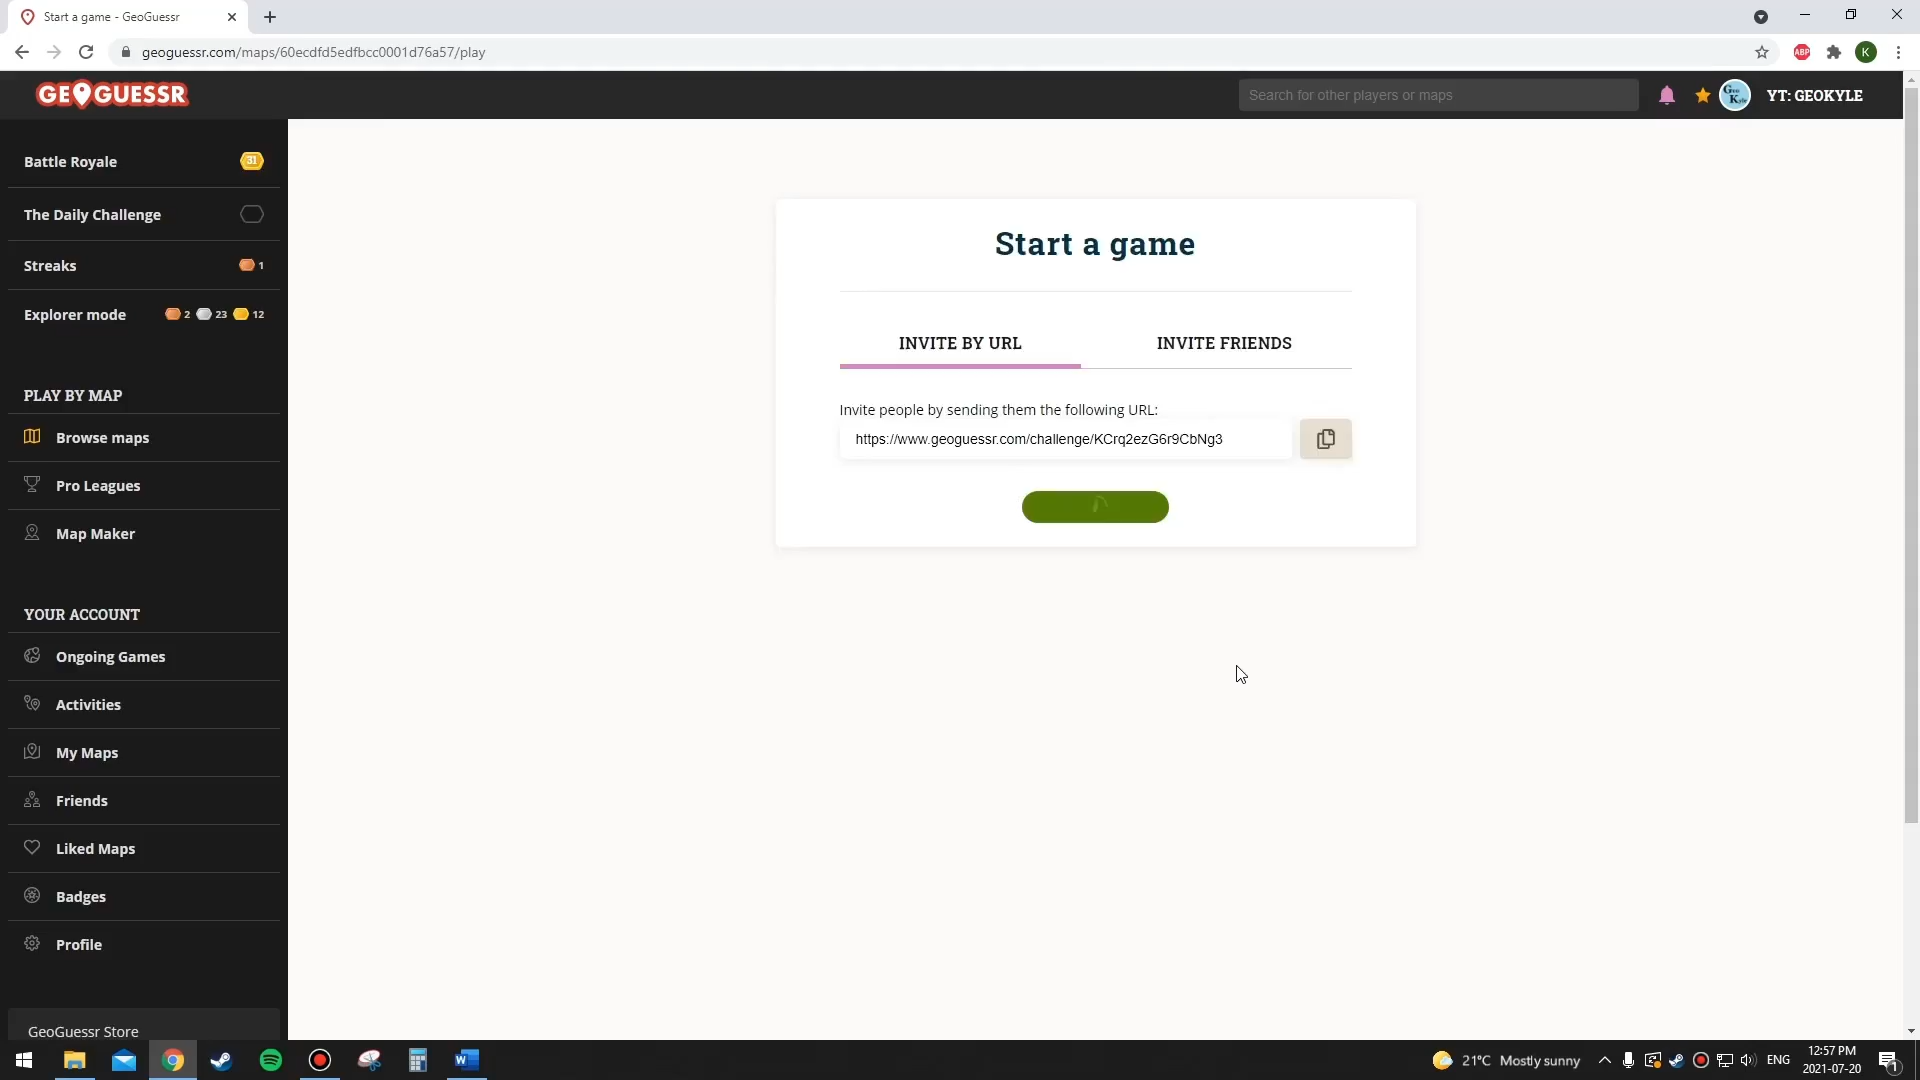 Start a game - GeoGuessr
geoguessr.com/maps/60ecdfd5edfbcc0001d76a57/play
ABP
K
GEOGUESSR
Search for other players or maps
Geo Kyle
YT: GEOKYLE
Battle Royale 31
The Daily Challenge
Streaks 1
Explorer mode 2 23 12
PLAY BY MAP
Browse maps
Pro Leagues
Map Maker
YOUR ACCOUNT
Ongoing Games
Activities
My Maps
Friends
Liked Maps
Badges
Profile
GeoGuessr Store
Start a game
INVITE BY URL INVITE FRIENDS
Invite people by sending them the following URL:
https://www.geoguessr.com/challenge/KCrq2ezG6r9CbNg3
21°C Mostly sunny
ENG
12:57 PM
2021-07-20
1